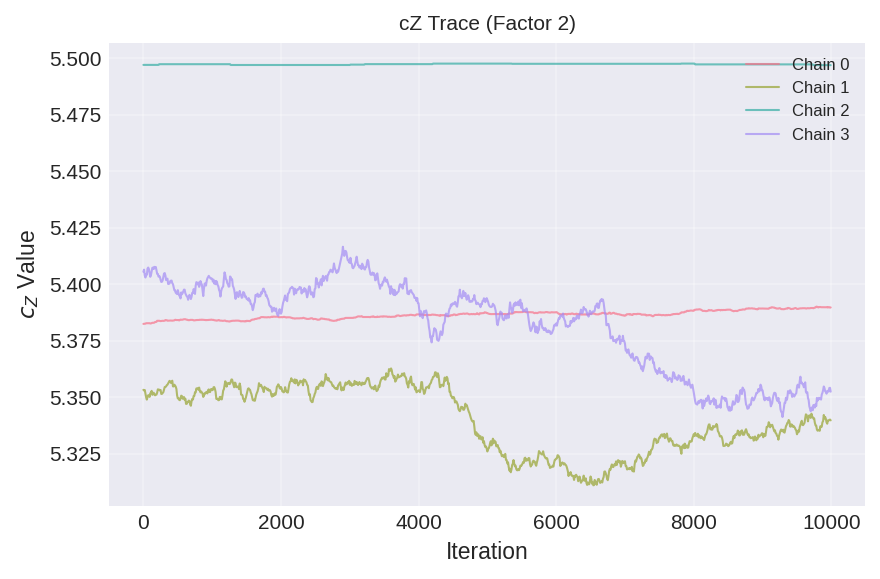 cZ Trace (Factor 2)
5.500
5.475
5.450
5.425
5.400
5.375
5.350
5.325
cZ Value
Chain 0
Chain 1
Chain 2
Chain 3
0 2000 4000 6000 8000 10000
Iteration